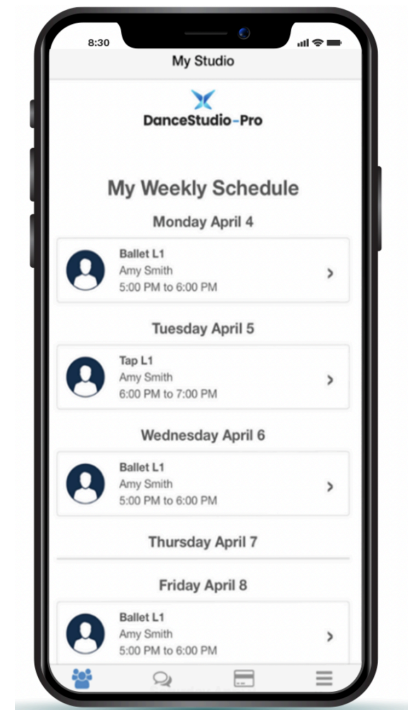 8:30
My Studio
DanceStudio-Pro
My Weekly Schedule
Monday April 4
Ballet L1
Amy Smith
5:00 PM to 6:00 PM
Tuesday April 5
Tap L1
Amy Smith
6:00 PM to 7:00 PM
Wednesday April 6
Ballet L1
Amy Smith
5:00 PM to 6:00 PM
Thursday April 7
Friday April 8
Ballet L1
Amy Smith
5:00 PM to 6:00 PM